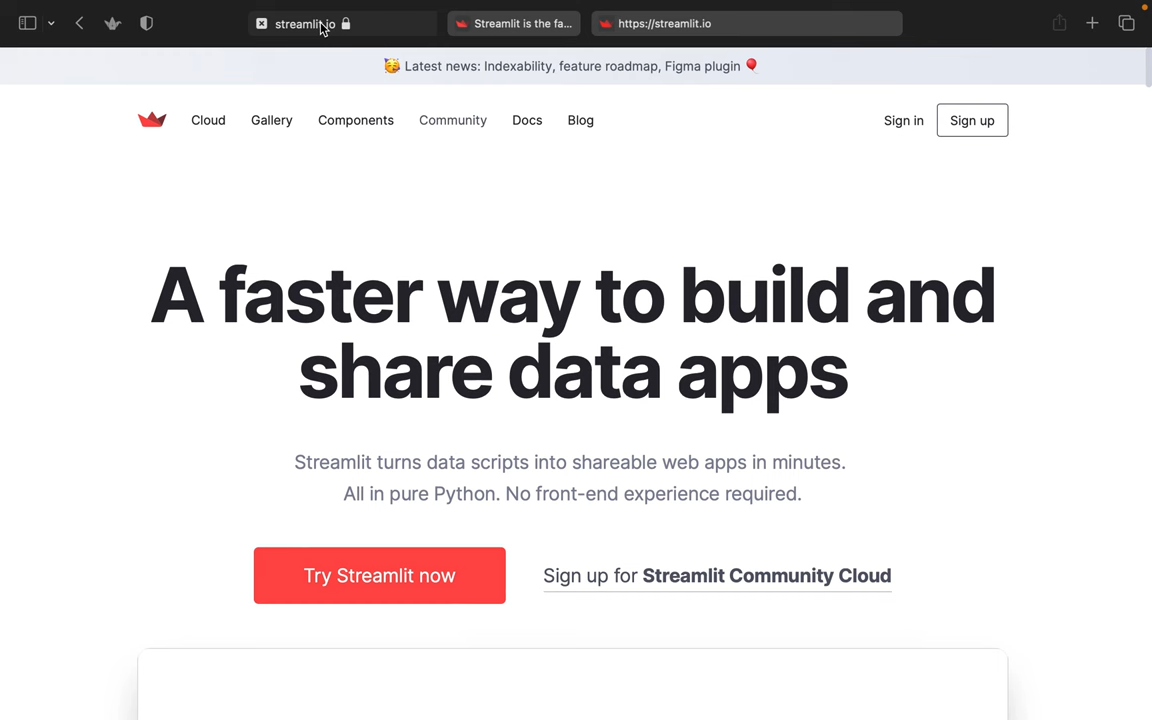 streamlit.io
Streamlit is the fa...
https://streamlit.io
🥳 Latest news: Indexability, feature roadmap, Figma plugin 🎈
Cloud Gallery Components Community Docs Blog Sign in Sign up
A faster way to build and
share data apps
Streamlit turns data scripts into shareable web apps in minutes.
All in pure Python. No front-end experience required.
Try Streamlit now
Sign up for Streamlit Community Cloud